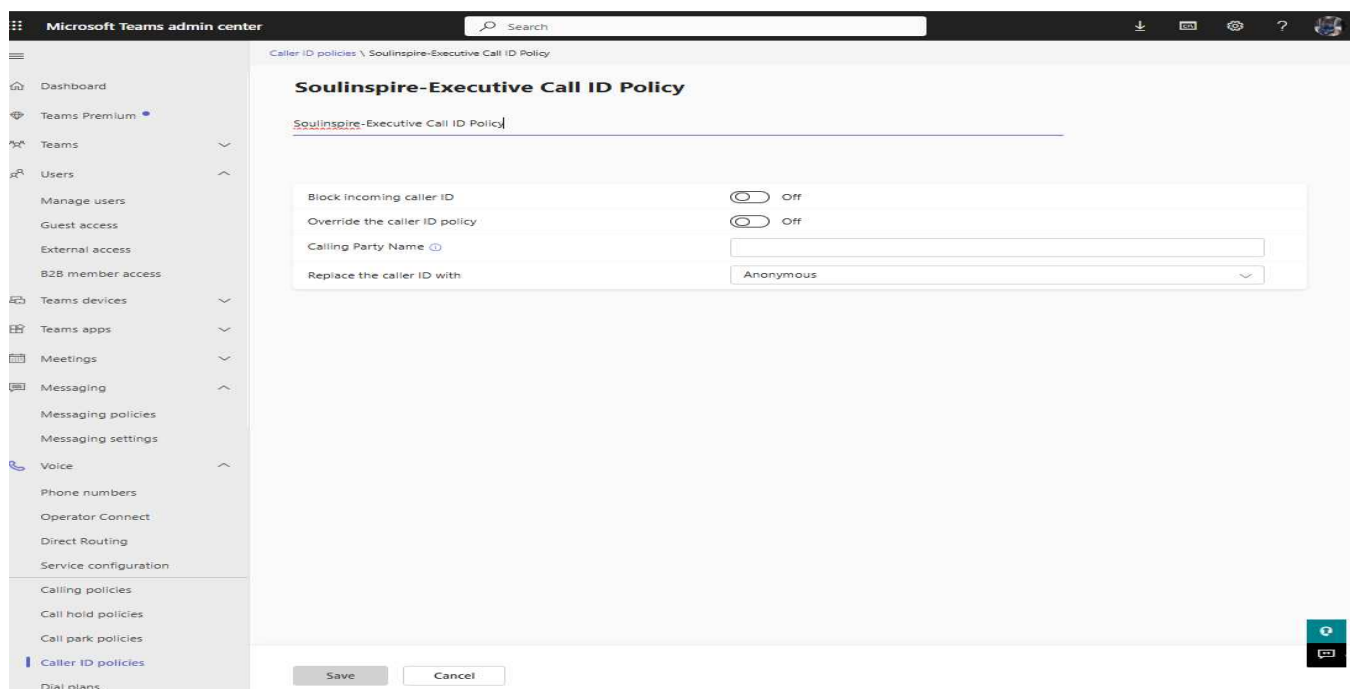 Microsoft Teams admin center
Search
CA
?
Caller ID policies \ Soulinspire-Executive Call ID Policy
Dashboard
Teams Premium
Teams
Users
Manage users
Guest access
External access
B2B member access
Teams devices
Teams apps
Meetings
Messaging
Messaging policies
Messaging settings
Voice
Phone numbers
Operator Connect
Direct Routing
Service configuration
Calling policies
Call hold policies
Call park policies
Caller ID policies
Dial plans
Soulinspire-Executive Call ID Policy
Soulinspire-Executive Call ID Policy
Block incoming caller ID Off
Override the caller ID policy Off
Calling Party Name
Replace the caller ID with Anonymous
Save Cancel